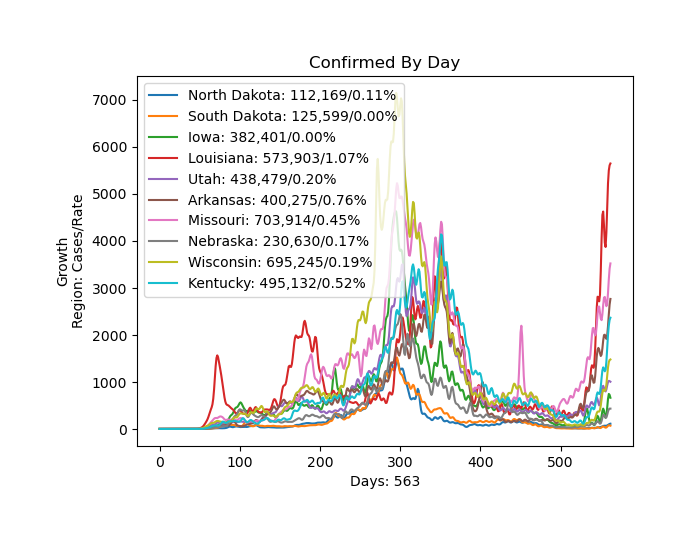 Confirmed By Day
7000
6000
5000
4000
3000
2000
1000
0
Growth
Region: Cases/Rate
North Dakota: 112,169/0.11%
South Dakota: 125,599/0.00%
Iowa: 382,401/0.00%
Louisiana: 573,903/1.07%
Utah: 438,479/0.20%
Arkansas: 400,275/0.76%
Missouri: 703,914/0.45%
Nebraska: 230,630/0.17%
Wisconsin: 695,245/0.19%
Kentucky: 495,132/0.52%
0 100 200 300 400 500
Days: 563